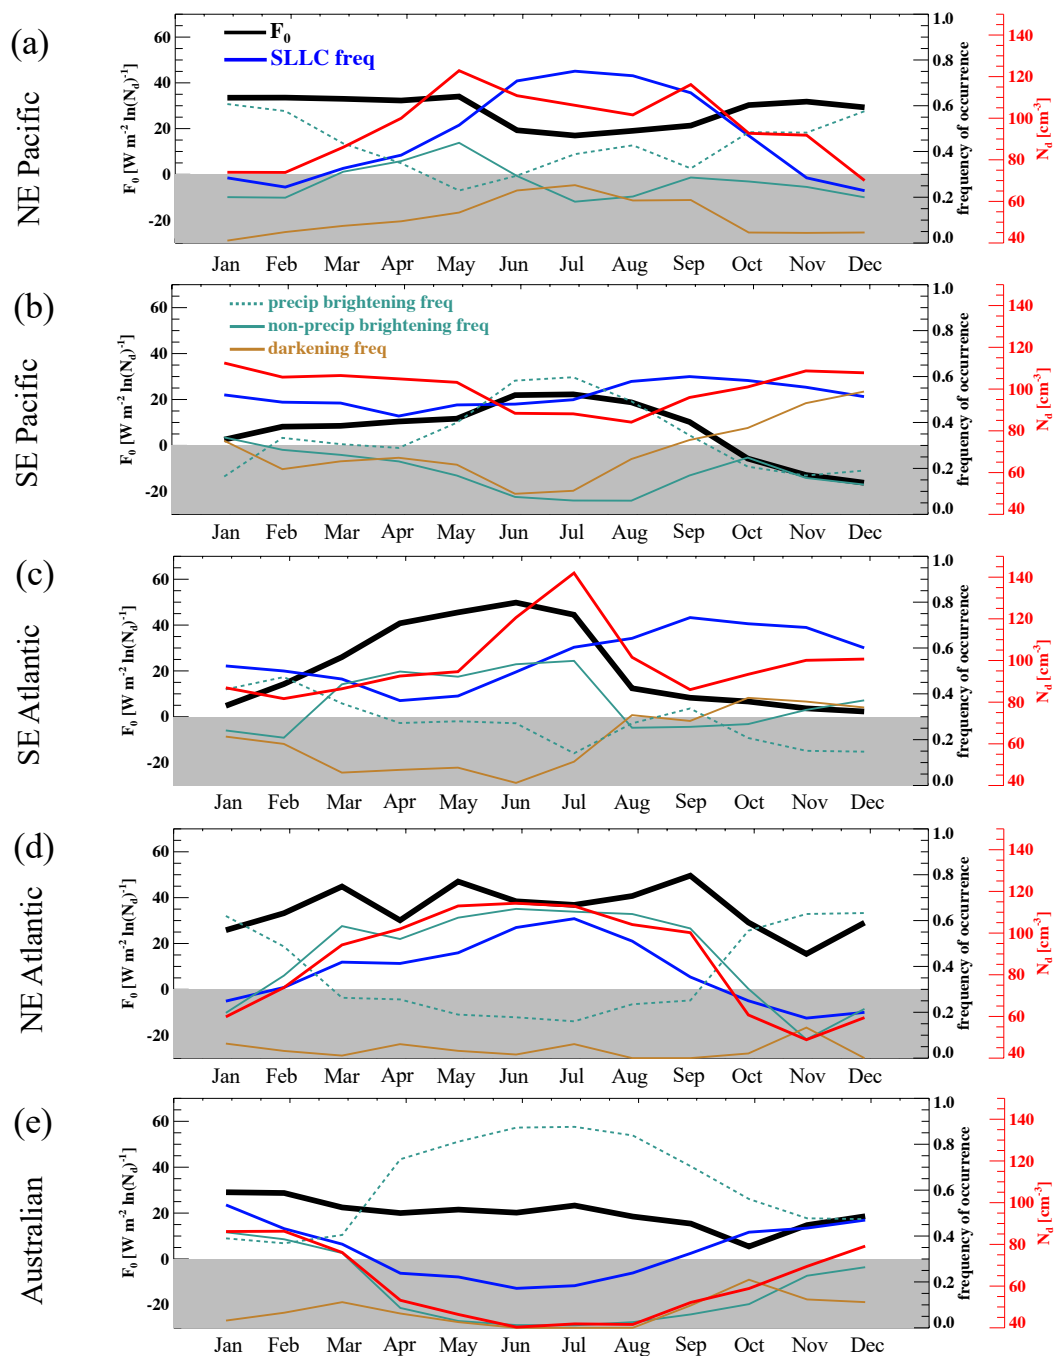 (a)
NE Pacific
F0 [W m-2 ln(Nd)-1]
60
40
20
0
-20
F0
SLLC freq
1.0
0.8
0.6
0.4
0.2
0.0
frequency of occurrence
140
120
100
80
60
40
Nd [cm-3]
Jan Feb Mar Apr May Jun Jul Aug Sep Oct Nov Dec
(b)
SE Pacific
F0 [W m-2 ln(Nd)-1]
60
40
20
0
-20
precip brightening freq
non-precip brightening freq
darkening freq
1.0
0.8
0.6
0.4
0.2
0.0
frequency of occurrence
140
120
100
80
60
40
Nd [cm-3]
Jan Feb Mar Apr May Jun Jul Aug Sep Oct Nov Dec
(c)
SE Atlantic
F0 [W m-2 ln(Nd)-1]
60
40
20
0
-20
1.0
0.8
0.6
0.4
0.2
0.0
frequency of occurrence
140
120
100
80
60
40
Nd [cm-3]
Jan Feb Mar Apr May Jun Jul Aug Sep Oct Nov Dec
(d)
NE Atlantic
F0 [W m-2 ln(Nd)-1]
60
40
20
0
-20
1.0
0.8
0.6
0.4
0.2
0.0
frequency of occurrence
140
120
100
80
60
40
Nd [cm-3]
Jan Feb Mar Apr May Jun Jul Aug Sep Oct Nov Dec
(e)
Australian
F0 [W m-2 ln(Nd)-1]
60
40
20
0
-20
1.0
0.8
0.6
0.4
0.2
0.0
frequency of occurrence
140
120
100
80
60
40
Nd [cm-3]
Jan Feb Mar Apr May Jun Jul Aug Sep Oct Nov Dec